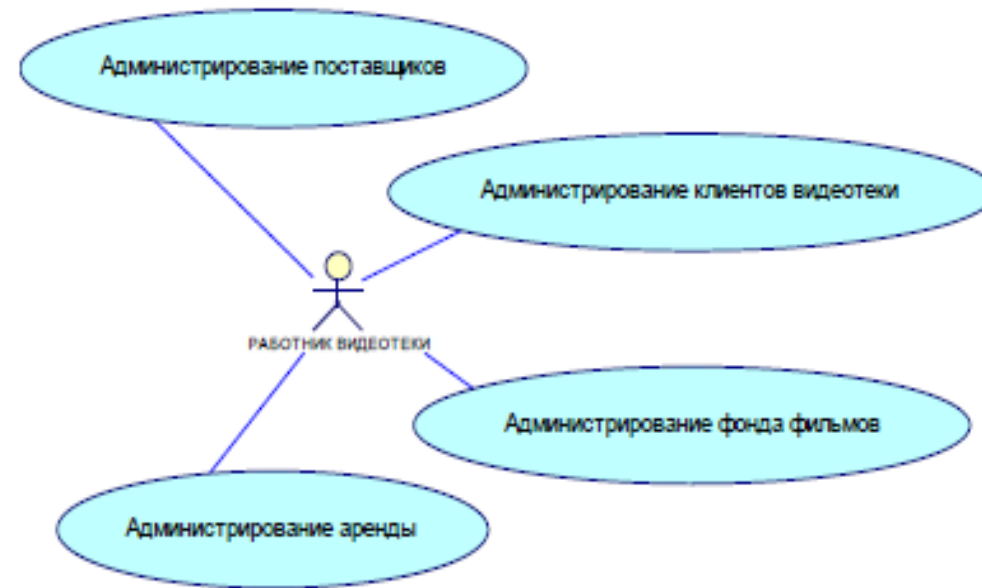 Администрирование поставщиков
Администрирование клиентов видеотеки
РАБОТНИК ВИДЕОТЕКИ
Администрирование фонда фильмов
Администрирование аренды